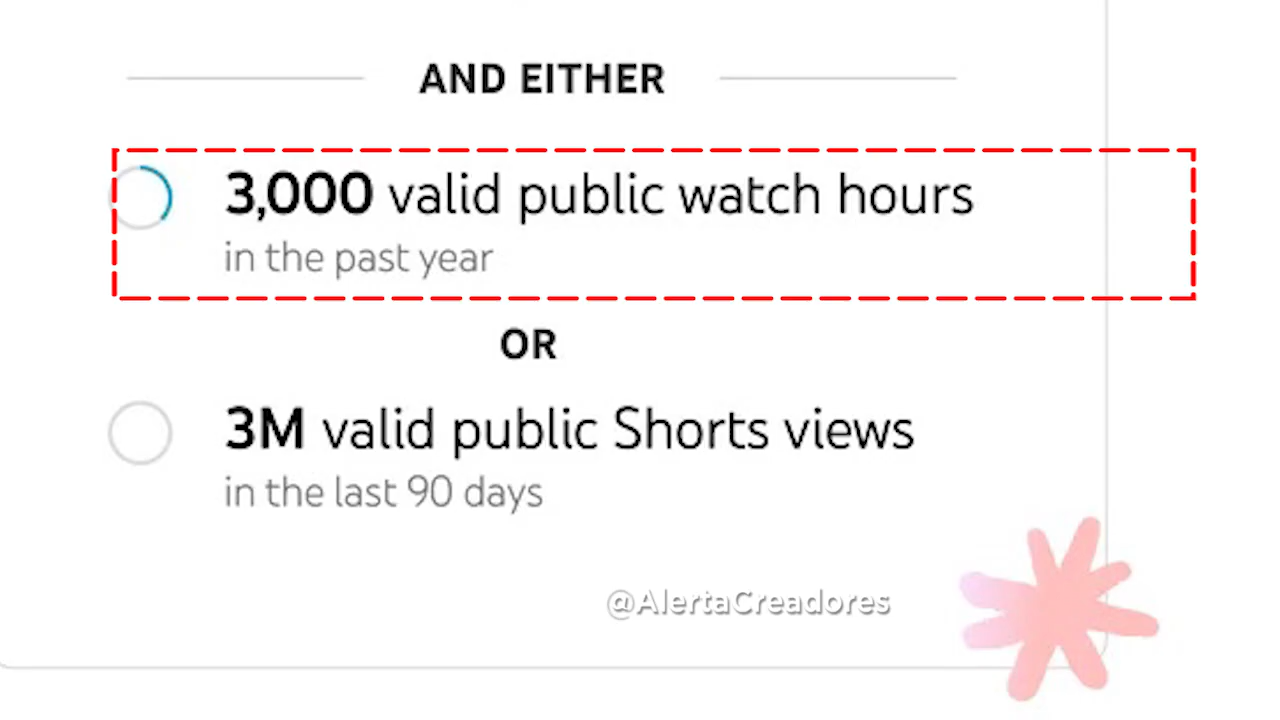 AND EITHER
3,000 valid public watch hours
in the past year
OR
3M valid public Shorts views
in the last 90 days
@AlertaCreadores